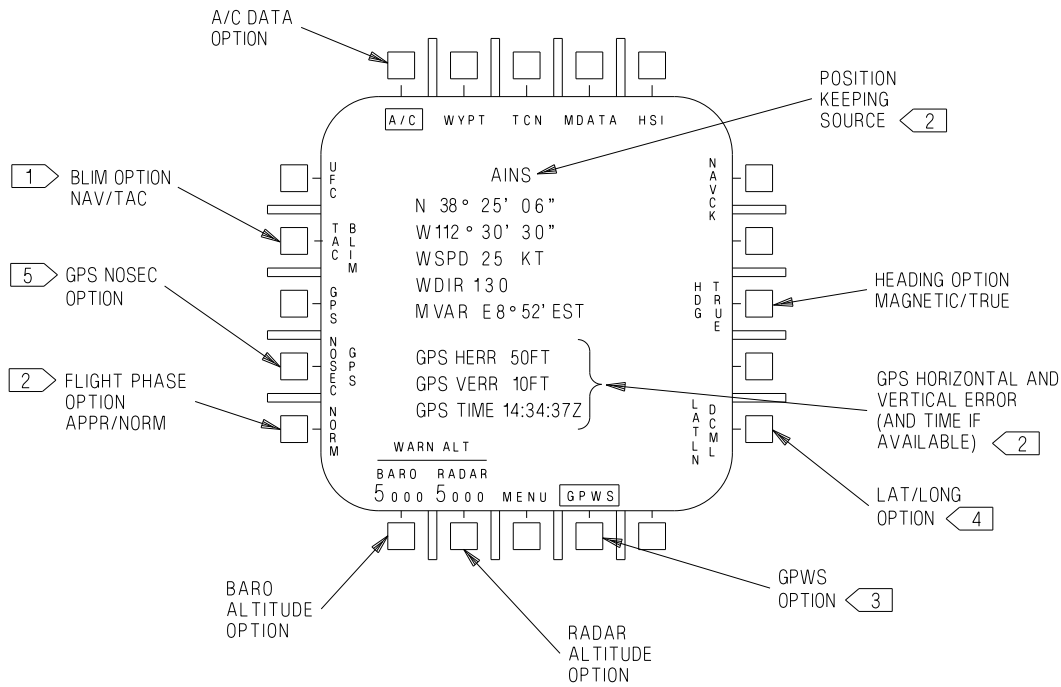 A/C DATA
OPTION
POSITION
KEEPING
SOURCE 2
A/C WYPT TCN MDATA HSI
1 BLIM OPTION
NAV/TAC
5 GPS NOSEC
OPTION
2 FLIGHT PHASE
OPTION
APPR/NORM
UFC
TAC
BLIM
GPS
NOSEC
GPS
NORM
AINS
N 38° 25' 06"
W 112° 30' 30"
WSPD 25 KT
WDIR 130
MVAR E 8° 52' EST
GPS HERR 50FT
GPS VERR 10FT
GPS TIME 14:34:37Z
WARN ALT
BARO RADAR
5000 5000 MENU GPWS
NAVCK
HDG
TRUE
LATLN
DCML
HEADING OPTION
MAGNETIC/TRUE
GPS HORIZONTAL AND
VERTICAL ERROR
(AND TIME IF
AVAILABLE) 2
LAT/LONG
OPTION 4
GPWS
OPTION 3
BARO
ALTITUDE
OPTION
RADAR
ALTITUDE
OPTION